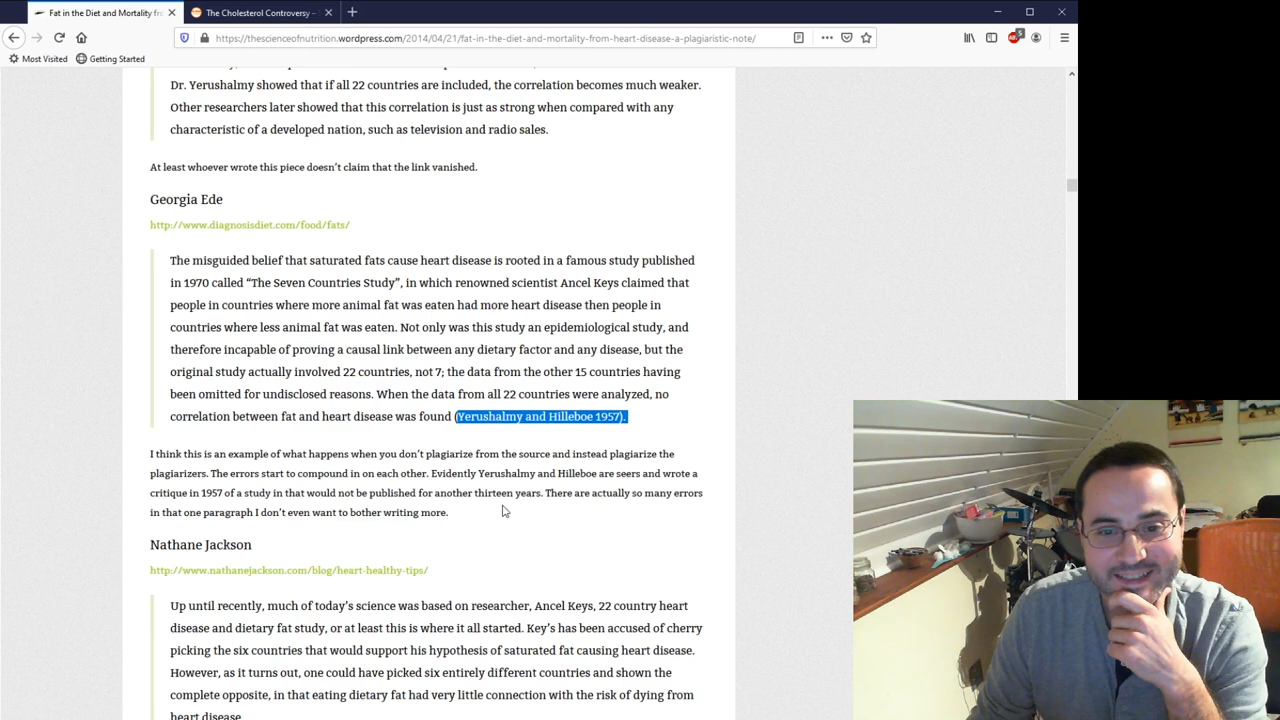 Fat in the Diet and Mortality fro
The Cholesterol Controversy –
https://thescienceofnutrition.wordpress.com/2014/04/21/fat-in-the-diet-and-mortality-from-heart-disease-a-plagiaristic-note/
5
Most Visited
Getting Started
Dr. Yerushalmy showed that if all 22 countries are included, the correlation becomes much weaker.
Other researchers later showed that this correlation is just as strong when compared with any
characteristic of a developed nation, such as television and radio sales.
At least whoever wrote this piece doesn’t claim that the link vanished.
Georgia Ede
http://www.diagnosisdiet.com/food/fats/
The misguided belief that saturated fats cause heart disease is rooted in a famous study published
in 1970 called “The Seven Countries Study”, in which renowned scientist Ancel Keys claimed that
people in countries where more animal fat was eaten had more heart disease then people in
countries where less animal fat was eaten. Not only was this study an epidemiological study, and
therefore incapable of proving a causal link between any dietary factor and any disease, but the
original study actually involved 22 countries, not 7; the data from the other 15 countries having
been omitted for undisclosed reasons. When the data from all 22 countries were analyzed, no
correlation between fat and heart disease was found (Yerushalmy and Hilleboe 1957).
I think this is an example of what happens when you don’t plagiarize from the source and instead plagiarize the
plagiarizers. The errors start to compound in on each other. Evidently Yerushalmy and Hilleboe are seers and wrote a
critique in 1957 of a study in that would not be published for another thirteen years. There are actually so many errors
in that one paragraph I don’t even want to bother writing more.
Nathane Jackson
http://www.nathanejackson.com/blog/heart-healthy-tips/
Up until recently, much of today’s science was based on researcher, Ancel Keys, 22 country heart
disease and dietary fat study, or at least this is where it all started. Key’s has been accused of cherry
picking the six countries that would support his hypothesis of saturated fat causing heart disease.
However, as it turns out, one could have picked six entirely different countries and shown the
complete opposite, in that eating dietary fat had very little connection with the risk of dying from
heart disease.